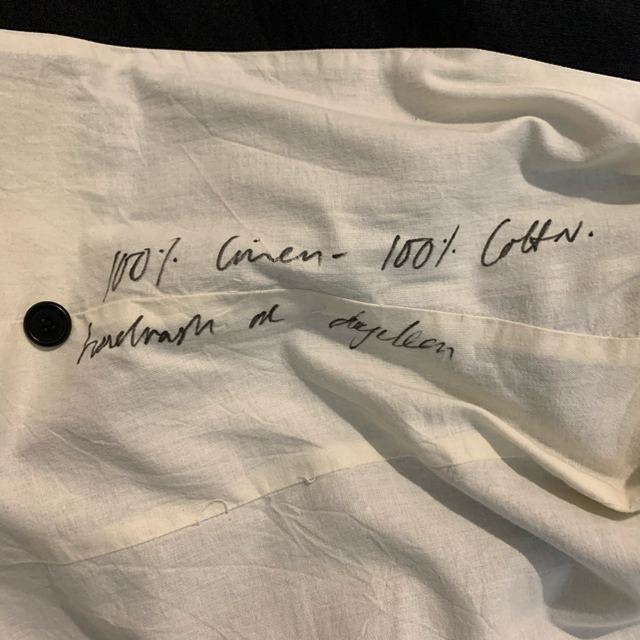 100% Linen - 100% Cotton.
handwash or dryclean